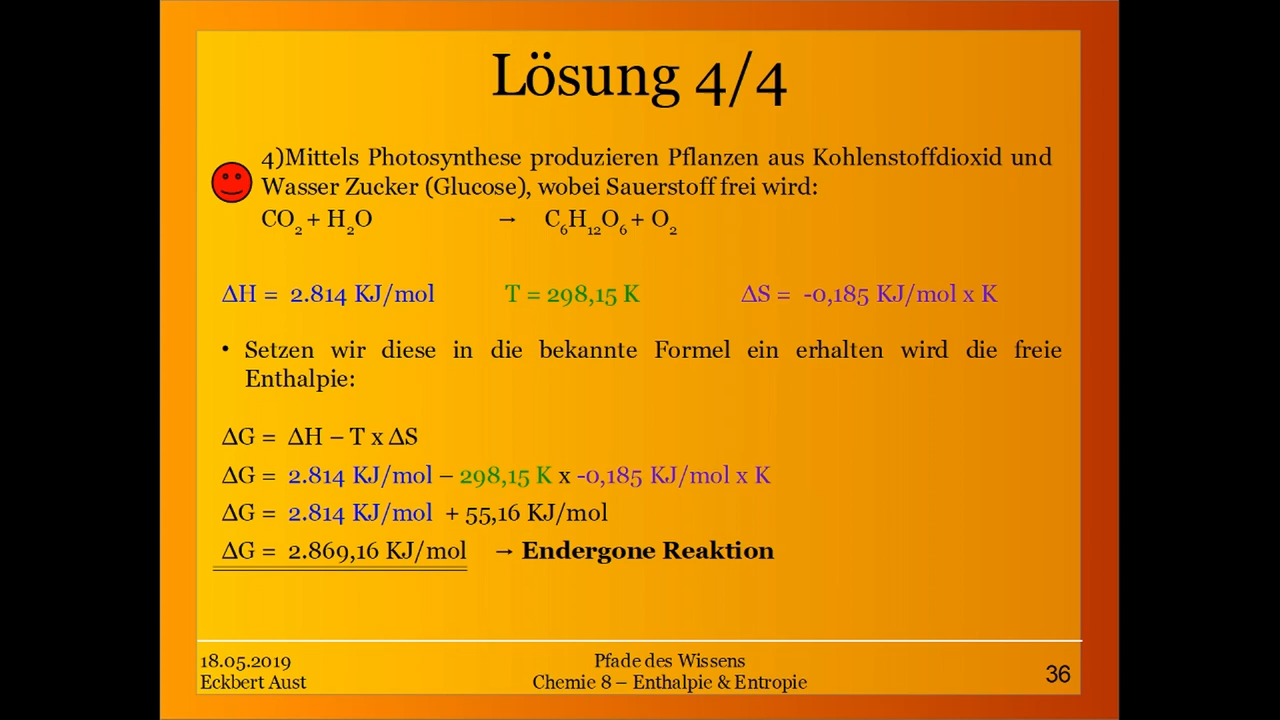 Lösung 4/4
4)Mittels Photosynthese produzieren Pflanzen aus Kohlenstoffdioxid und
Wasser Zucker (Glucose), wobei Sauerstoff frei wird:
CO₂ + H₂O → C₆H₁₂O₆ + O₂
ΔH = 2.814 KJ/mol T = 298,15 K ΔS = -0,185 KJ/mol x K
• Setzen wir diese in die bekannte Formel ein erhalten wird die freie
Enthalpie:
ΔG = ΔH – T x ΔS
ΔG = 2.814 KJ/mol – 298,15 K x -0,185 KJ/mol x K
ΔG = 2.814 KJ/mol + 55,16 KJ/mol
ΔG = 2.869,16 KJ/mol → Endergone Reaktion
18.05.2019
Eckbert Aust
Pfade des Wissens
Chemie 8 – Enthalpie & Entropie
36